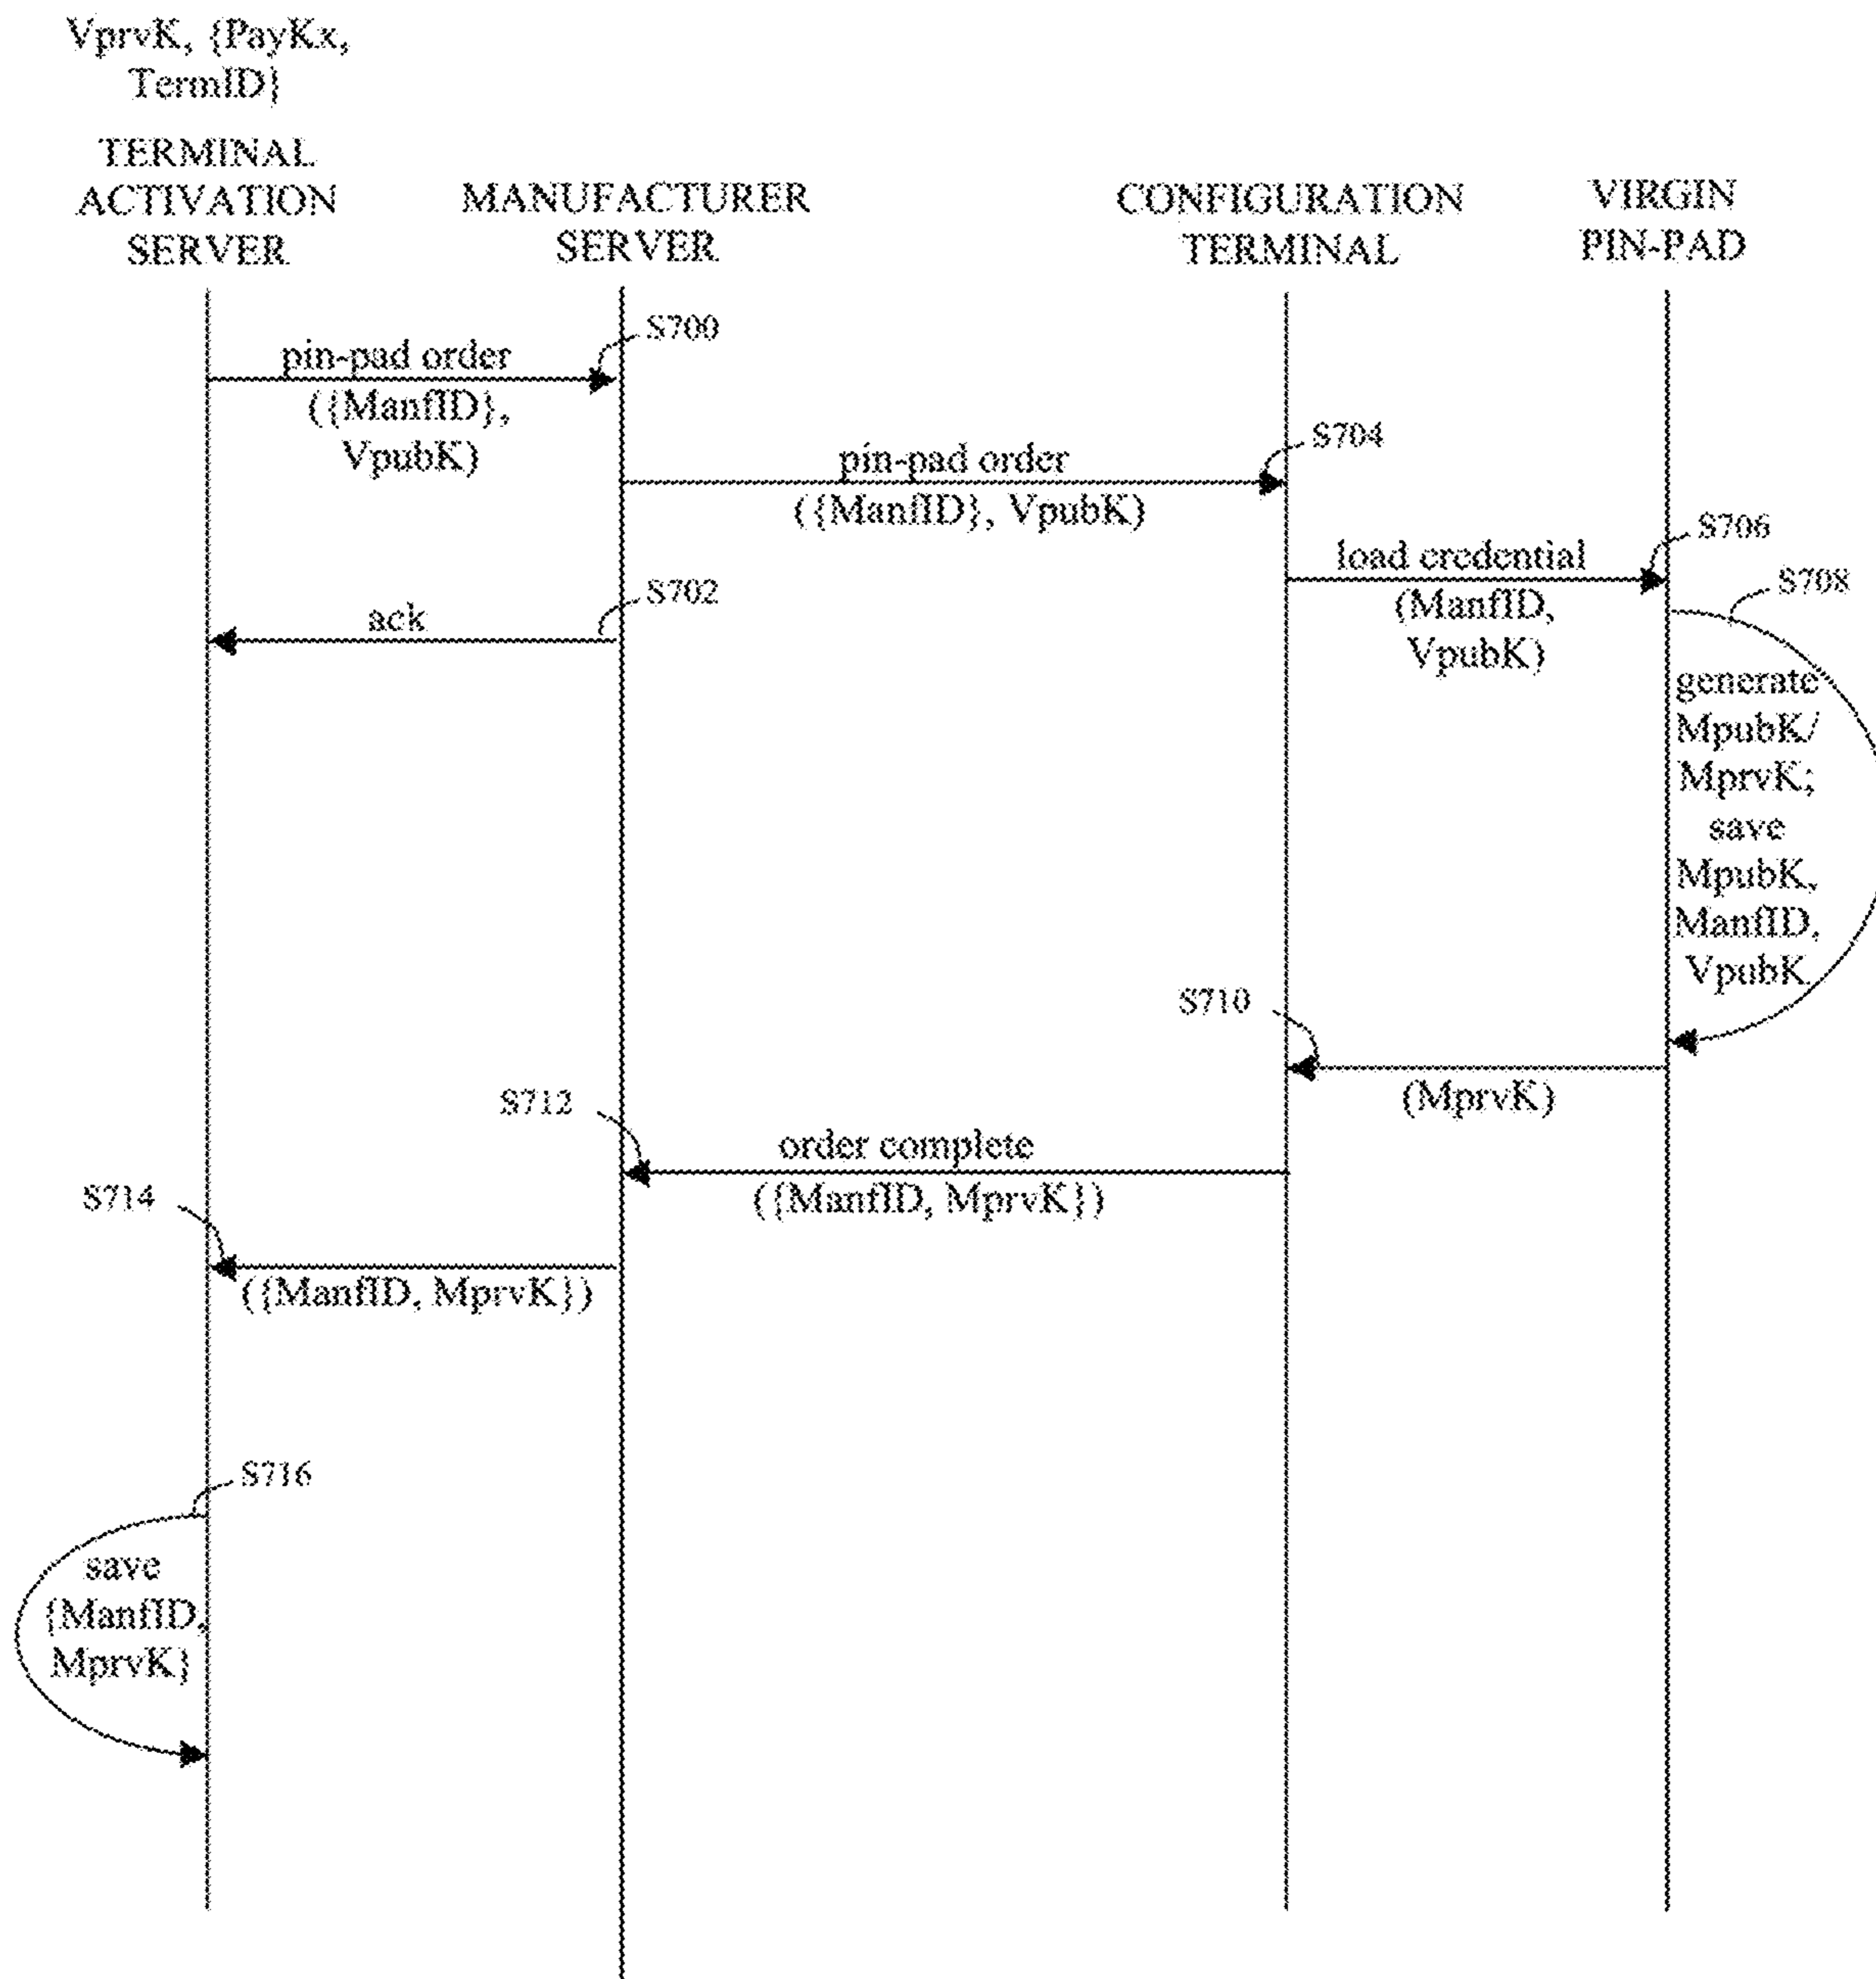 VprvK, {PayKx,
TermID}
TERMINAL
ACTIVATION
SERVER
MANUFACTURER
SERVER
CONFIGURATION
TERMINAL
VIRGIN
PIN-PAD
S700
pin-pad order
({ManfID},
VpubK)
S704
pin-pad order
({ManfID}, VpubK)
S706
load credential
(ManfID,
VpubK)
S702
ack
S708
generate
MpubK/
MprvK;
save
MpubK,
ManfID,
VpubK
S710
(MprvK)
S712
order complete
({ManfID, MprvK})
S714
({ManfID, MprvK})
S716
save
{ManfID,
MprvK}